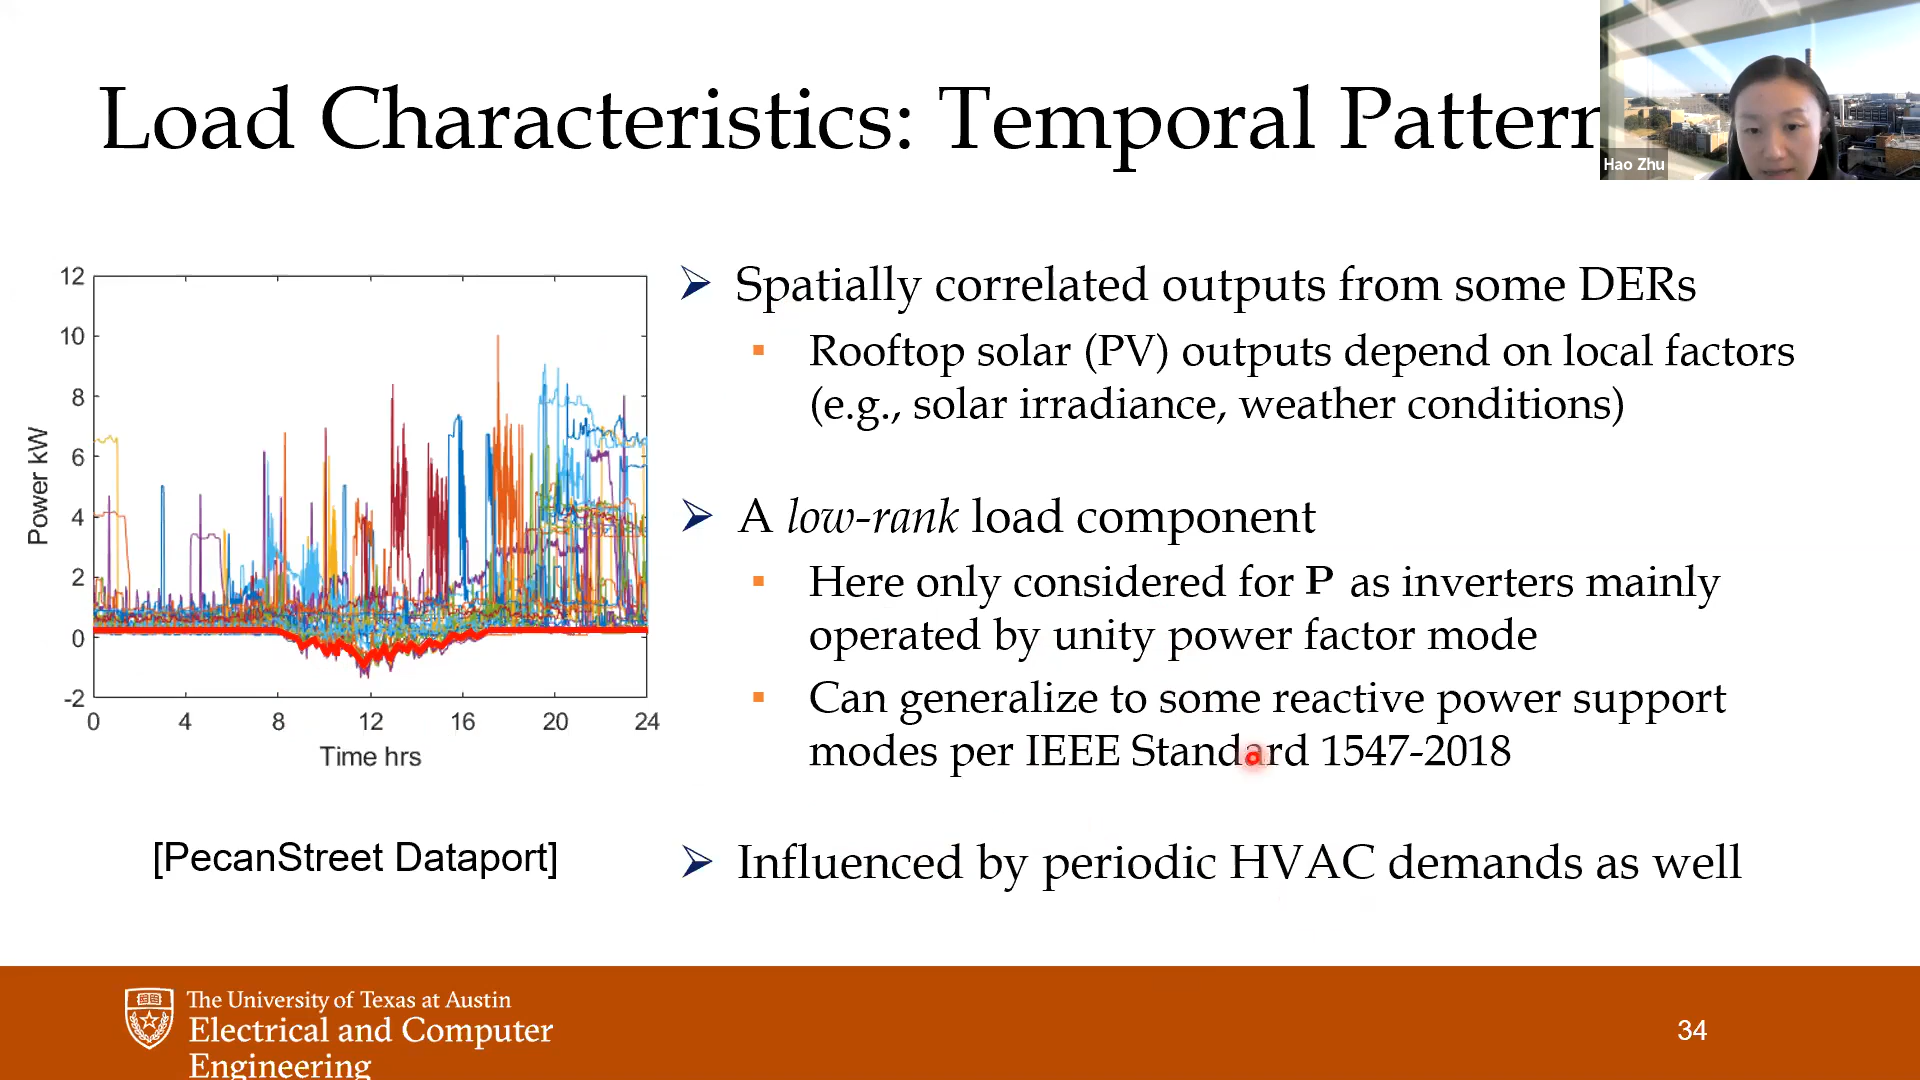 Load Characteristics: Temporal Pattern
Hao Zhu
12
10
8
6
4
2
0
-2
Power kW
0 4 8 12 16 20 24
Time hrs
[PecanStreet Dataport]
Spatially correlated outputs from some DERs
Rooftop solar (PV) outputs depend on local factors
(e.g., solar irradiance, weather conditions)
A low-rank load component
Here only considered for P as inverters mainly
operated by unity power factor mode
Can generalize to some reactive power support
modes per IEEE Standard 1547-2018
Influenced by periodic HVAC demands as well
The University of Texas at Austin
Electrical and Computer
Engineering
34